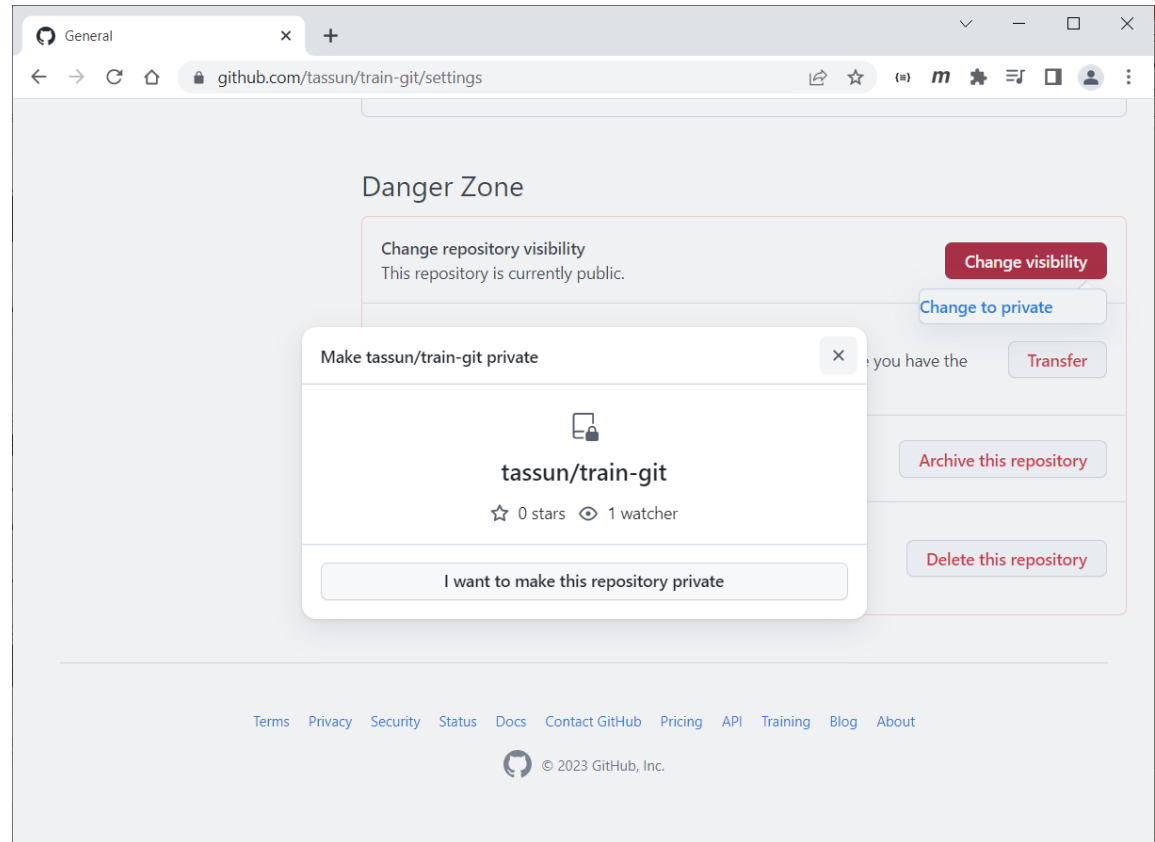 General
github.com/tassun/train-git/settings
Danger Zone
Change repository visibility
This repository is currently public.
Change visibility
Change to private
Make tassun/train-git private
you have the
Transfer
tassun/train-git
0 stars 1 watcher
Archive this repository
I want to make this repository private
Delete this repository
Terms Privacy Security Status Docs Contact GitHub Pricing API Training Blog About
© 2023 GitHub, Inc.